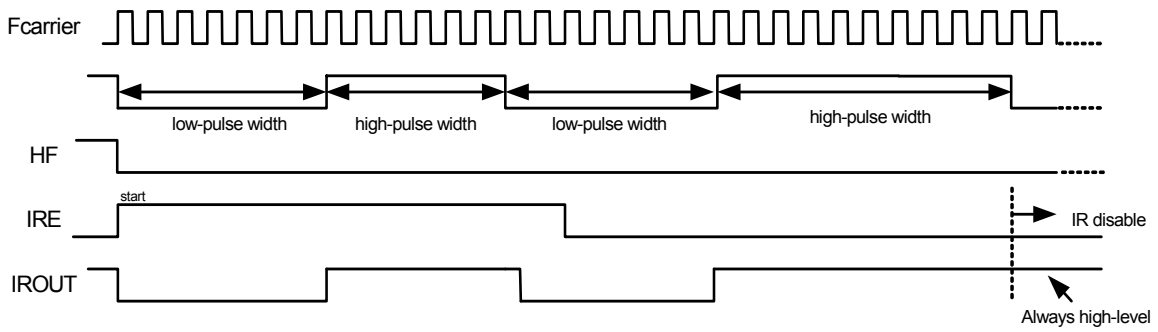 Fcarrier
low-pulse width
high-pulse width
low-pulse width
high-pulse width
HF
start
IRE
IR disable
IROUT
Always high-level